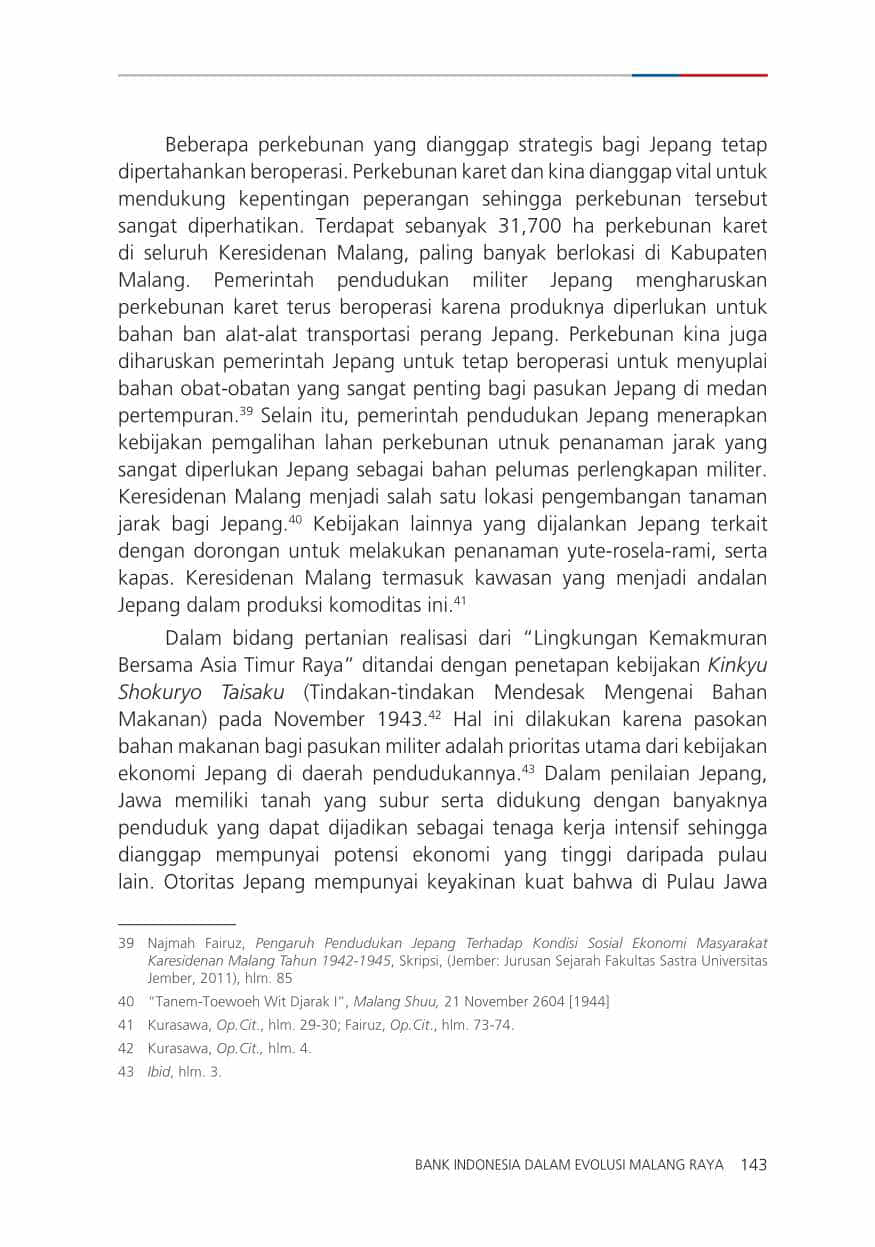 Beberapa perkebunan yang dianggap strategis bagi Jepang tetap
dipertahankan beroperasi. Perkebunan karet dan kina dianggap vital untuk
mendukung kepentingan peperangan sehingga perkebunan tersebut
sangat diperhatikan. Terdapat sebanyak 31,700 ha perkebunan karet
di seluruh Keresidenan Malang, paling banyak berlokasi di Kabupaten
Malang. Pemerintah pendudukan militer Jepang mengharuskan
perkebunan karet terus beroperasi karena produknya diperlukan untuk
bahan ban alat-alat transportasi perang Jepang. Perkebunan kina juga
diharuskan pemerintah Jepang untuk tetap beroperasi untuk menyuplai
bahan obat-obatan yang sangat penting bagi pasukan Jepang di medan
pertempuran.³⁹ Selain itu, pemerintah pendudukan Jepang menerapkan
kebijakan pemgalihan lahan perkebunan utnuk penanaman jarak yang
sangat diperlukan Jepang sebagai bahan pelumas perlengkapan militer.
Keresidenan Malang menjadi salah satu lokasi pengembangan tanaman
jarak bagi Jepang.⁴⁰ Kebijakan lainnya yang dijalankan Jepang terkait
dengan dorongan untuk melakukan penanaman yute-rosela-rami, serta
kapas. Keresidenan Malang termasuk kawasan yang menjadi andalan
Jepang dalam produksi komoditas ini.⁴¹
Dalam bidang pertanian realisasi dari “Lingkungan Kemakmuran
Bersama Asia Timur Raya” ditandai dengan penetapan kebijakan Kinkyu
Shokuryo Taisaku (Tindakan-tindakan Mendesak Mengenai Bahan
Makanan) pada November 1943.⁴² Hal ini dilakukan karena pasokan
bahan makanan bagi pasukan militer adalah prioritas utama dari kebijakan
ekonomi Jepang di daerah pendudukannya.⁴³ Dalam penilaian Jepang,
Jawa memiliki tanah yang subur serta didukung dengan banyaknya
penduduk yang dapat dijadikan sebagai tenaga kerja intensif sehingga
dianggap mempunyai potensi ekonomi yang tinggi daripada pulau
lain. Otoritas Jepang mempunyai keyakinan kuat bahwa di Pulau Jawa
39 Najmah Fairuz, Pengaruh Pendudukan Jepang Terhadap Kondisi Sosial Ekonomi Masyarakat
Karesidenan Malang Tahun 1942-1945, Skripsi, (Jember: Jurusan Sejarah Fakultas Sastra Universitas
Jember, 2011), hlm. 85
40 “Tanem-Toewoeh Wit Djarak I”, Malang Shuu, 21 November 2604 [1944]
41 Kurasawa, Op.Cit., hlm. 29-30; Fairuz, Op.Cit., hlm. 73-74.
42 Kurasawa, Op.Cit., hlm. 4.
43 Ibid, hlm. 3.
BANK INDONESIA DALAM EVOLUSI MALANG RAYA 143